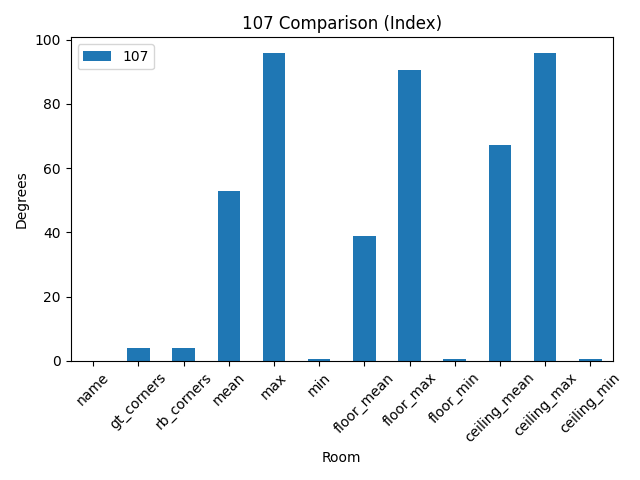 107 Comparison (Index)
107
100
80
60
40
20
0
Degrees
name
gt_corners
rb_corners
mean
max
min
floor_mean
floor_max
floor_min
ceiling_mean
ceiling_max
ceiling_min
Room